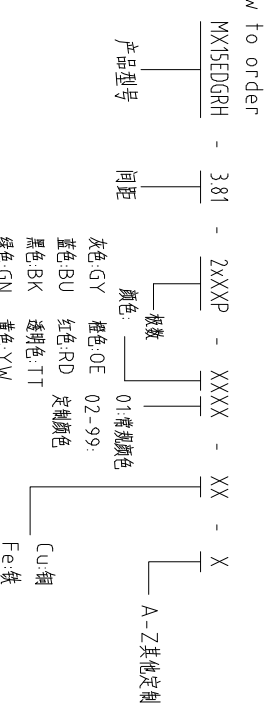 w to order
MX15EDGRH - 3.81 - 2xXXP - XXXX - XX - X
产品型号
间距
极数
颜色:
灰色:GY 橙色:OE
蓝色:BU 红色:RD
黑色:BK 透明色:TT
绿色:GN 黄色:YW
01:常规颜色
02-99:
定制颜色
Cu:铜
Fe:铁
A-Z其他定制